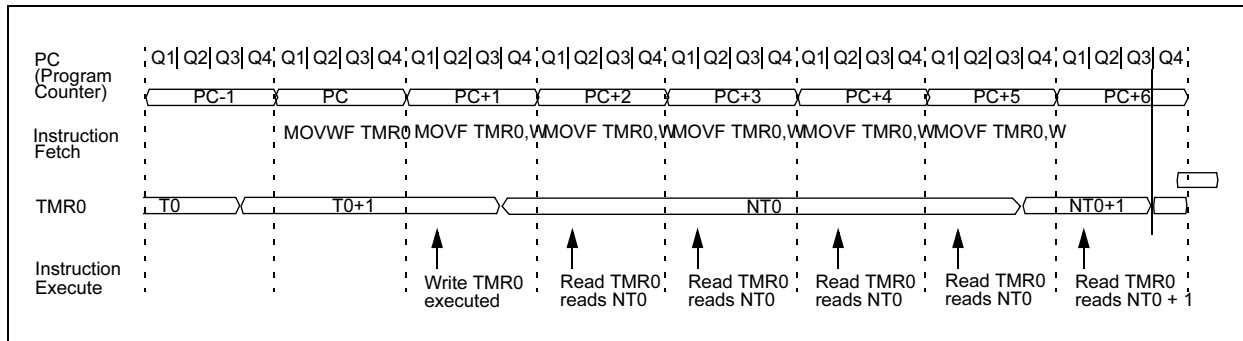 PC
(Program
Counter)
Q1 Q2 Q3 Q4 Q1 Q2 Q3 Q4 Q1 Q2 Q3 Q4 Q1 Q2 Q3 Q4 Q1 Q2 Q3 Q4 Q1 Q2 Q3 Q4 Q1 Q2 Q3 Q4 Q1 Q2 Q3 Q4
PC-1 PC PC+1 PC+2 PC+3 PC+4 PC+5 PC+6
Instruction
Fetch
MOVWF TMR0 MOVF TMR0,W MOVF TMR0,W MOVF TMR0,W MOVF TMR0,W MOVF TMR0,W
TMR0
T0 T0+1 NT0 NT0+1
Instruction
Execute
Write TMR0
executed
Read TMR0
reads NT0
Read TMR0
reads NT0
Read TMR0
reads NT0
Read TMR0
reads NT0
Read TMR0
reads NT0 + 1